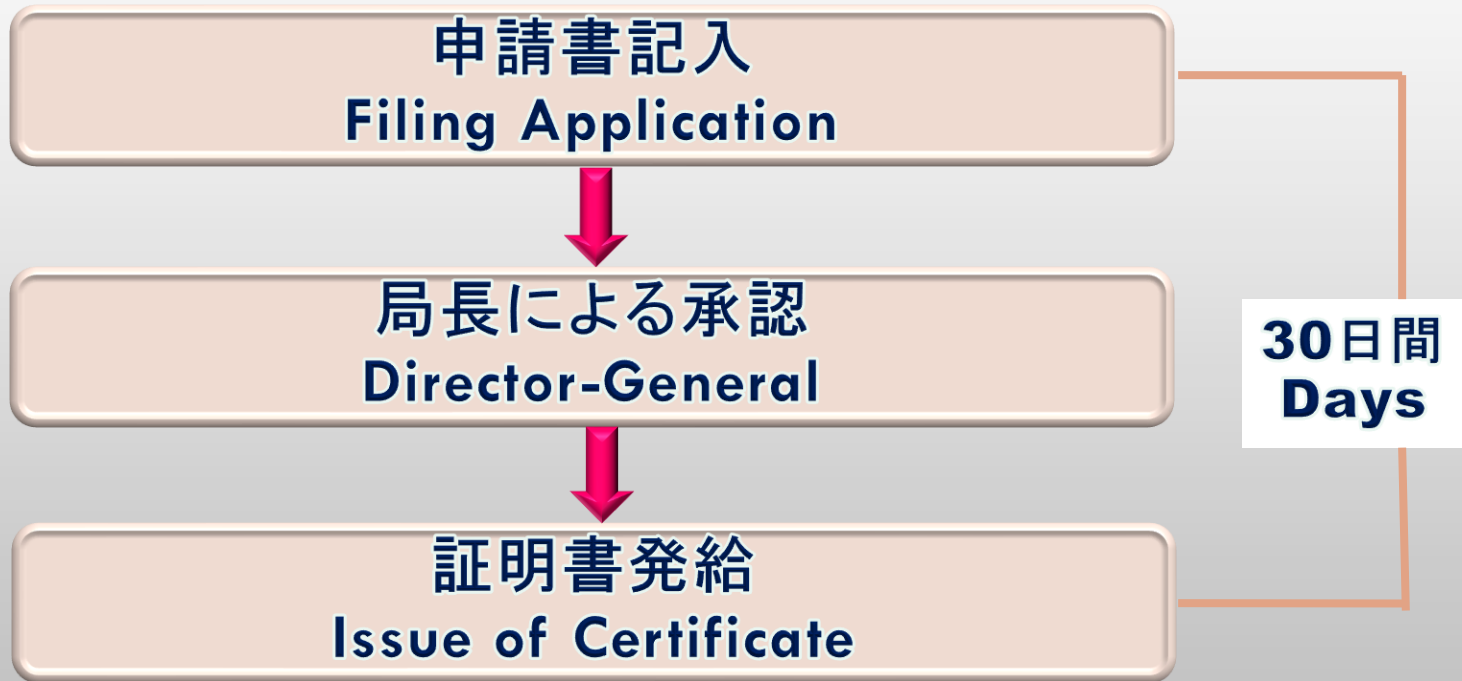 申請書記入
Filing Application
局長による承認
Director-General
30日間
Days
証明書発給
Issue of Certificate